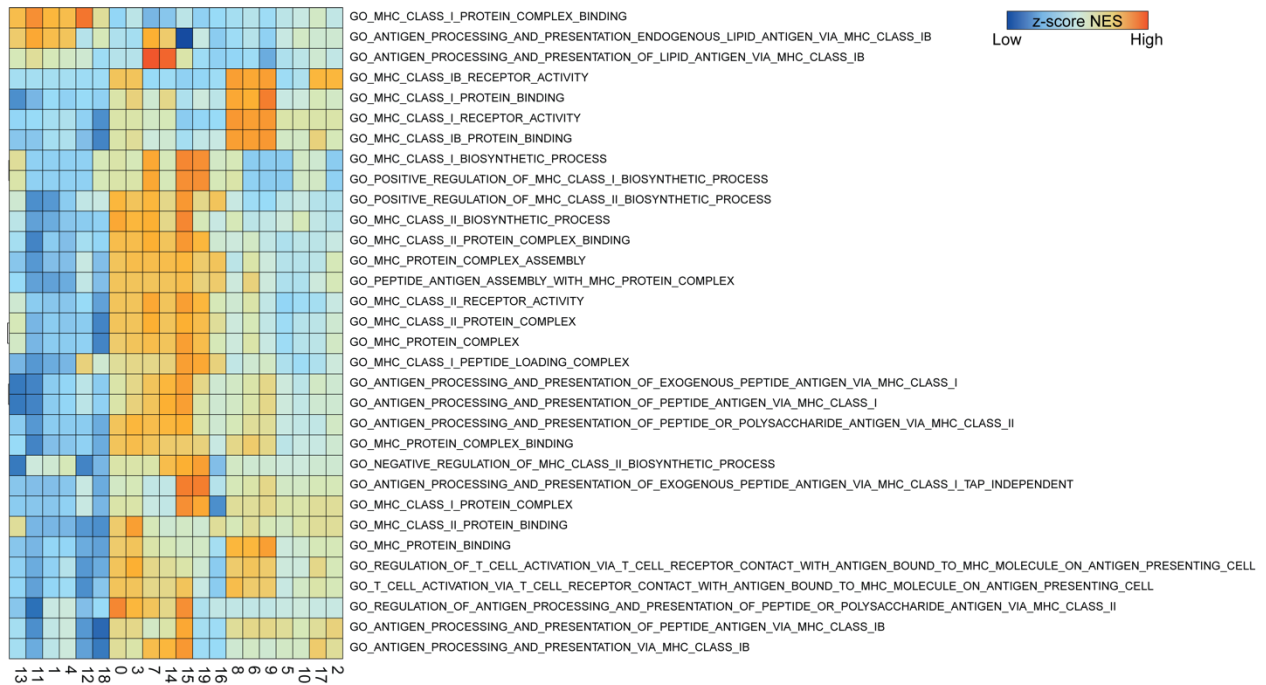 z-score NES
Low High
GO_MHC_CLASS_I_PROTEIN_COMPLEX_BINDING
GO_ANTIGEN_PROCESSING_AND_PRESENTATION_ENDOGENOUS_LIPID_ANTIGEN_VIA_MHC_CLASS_IB
GO_ANTIGEN_PROCESSING_AND_PRESENTATION_OF_LIPID_ANTIGEN_VIA_MHC_CLASS_IB
GO_MHC_CLASS_IB_RECEPTOR_ACTIVITY
GO_MHC_CLASS_I_PROTEIN_BINDING
GO_MHC_CLASS_I_RECEPTOR_ACTIVITY
GO_MHC_CLASS_IB_PROTEIN_BINDING
GO_MHC_CLASS_I_BIOSYNTHETIC_PROCESS
GO_POSITIVE_REGULATION_OF_MHC_CLASS_I_BIOSYNTHETIC_PROCESS
GO_POSITIVE_REGULATION_OF_MHC_CLASS_II_BIOSYNTHETIC_PROCESS
GO_MHC_CLASS_II_BIOSYNTHETIC_PROCESS
GO_MHC_CLASS_II_PROTEIN_COMPLEX_BINDING
GO_MHC_PROTEIN_COMPLEX_ASSEMBLY
GO_PEPTIDE_ANTIGEN_ASSEMBLY_WITH_MHC_PROTEIN_COMPLEX
GO_MHC_CLASS_II_RECEPTOR_ACTIVITY
GO_MHC_CLASS_II_PROTEIN_COMPLEX
GO_MHC_PROTEIN_COMPLEX
GO_MHC_CLASS_I_PEPTIDE_LOADING_COMPLEX
GO_ANTIGEN_PROCESSING_AND_PRESENTATION_OF_EXOGENOUS_PEPTIDE_ANTIGEN_VIA_MHC_CLASS_I
GO_ANTIGEN_PROCESSING_AND_PRESENTATION_OF_PEPTIDE_ANTIGEN_VIA_MHC_CLASS_I
GO_ANTIGEN_PROCESSING_AND_PRESENTATION_OF_PEPTIDE_OR_POLYSACCHARIDE_ANTIGEN_VIA_MHC_CLASS_II
GO_MHC_PROTEIN_COMPLEX_BINDING
GO_NEGATIVE_REGULATION_OF_MHC_CLASS_II_BIOSYNTHETIC_PROCESS
GO_ANTIGEN_PROCESSING_AND_PRESENTATION_OF_EXOGENOUS_PEPTIDE_ANTIGEN_VIA_MHC_CLASS_I_TAP_INDEPENDENT
GO_MHC_CLASS_I_PROTEIN_COMPLEX
GO_MHC_CLASS_II_PROTEIN_BINDING
GO_MHC_PROTEIN_BINDING
GO_REGULATION_OF_T_CELL_ACTIVATION_VIA_T_CELL_RECEPTOR_CONTACT_WITH_ANTIGEN_BOUND_TO_MHC_MOLECULE_ON_ANTIGEN_PRESENTING_CELL
GO_T_CELL_ACTIVATION_VIA_T_CELL_RECEPTOR_CONTACT_WITH_ANTIGEN_BOUND_TO_MHC_MOLECULE_ON_ANTIGEN_PRESENTING_CELL
GO_REGULATION_OF_ANTIGEN_PROCESSING_AND_PRESENTATION_OF_PEPTIDE_OR_POLYSACCHARIDE_ANTIGEN_VIA_MHC_CLASS_II
GO_ANTIGEN_PROCESSING_AND_PRESENTATION_OF_PEPTIDE_ANTIGEN_VIA_MHC_CLASS_IB
GO_ANTIGEN_PROCESSING_AND_PRESENTATION_VIA_MHC_CLASS_IB
13 11 1 4 12 18 0 3 7 14 15 19 16 8 6 9 5 10 17 2